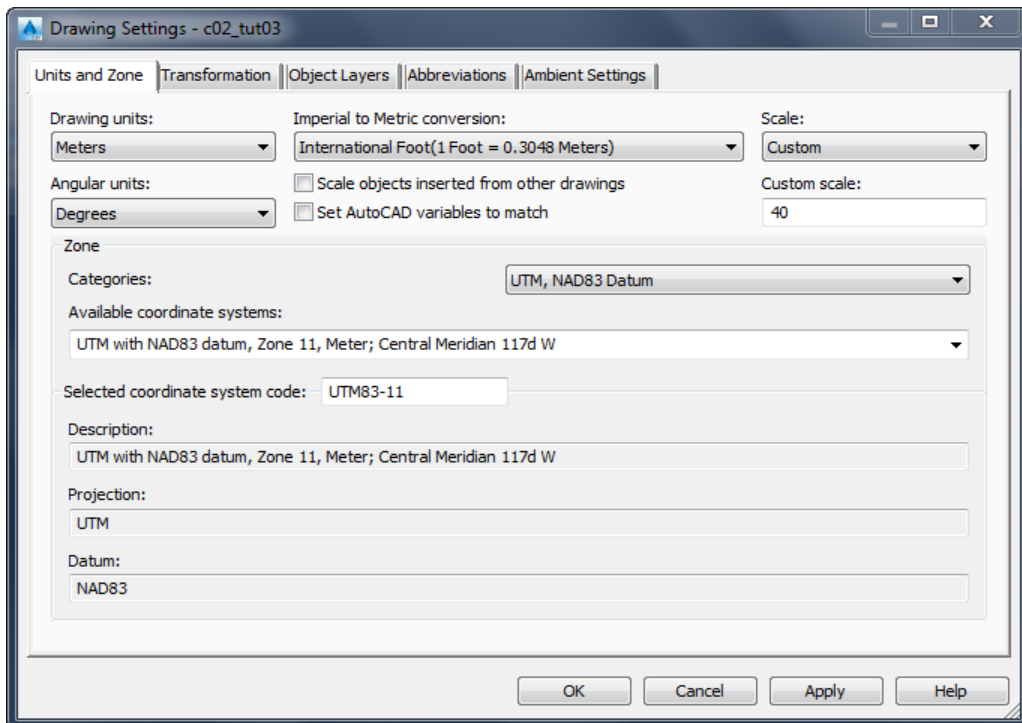 Drawing Settings - c02_tut03
Units and Zone Transformation Object Layers Abbreviations Ambient Settings
Drawing units: Imperial to Metric conversion: Scale:
Meters International Foot(1 Foot = 0.3048 Meters) Custom
Angular units: Scale objects inserted from other drawings Custom scale:
Degrees Set AutoCAD variables to match 40
Zone
Categories: UTM, NAD83 Datum
Available coordinate systems:
UTM with NAD83 datum, Zone 11, Meter; Central Meridian 117d W
Selected coordinate system code: UTM83-11
Description:
UTM with NAD83 datum, Zone 11, Meter; Central Meridian 117d W
Projection:
UTM
Datum:
NAD83
OK Cancel Apply Help